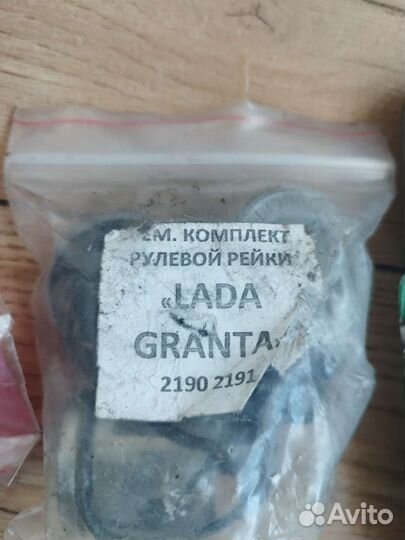 ЕМ. КОМПЛЕКТ
РУЛЕВОЙ РЕЙКИ
«LADA
GRANTA»
2190 2191
Avito